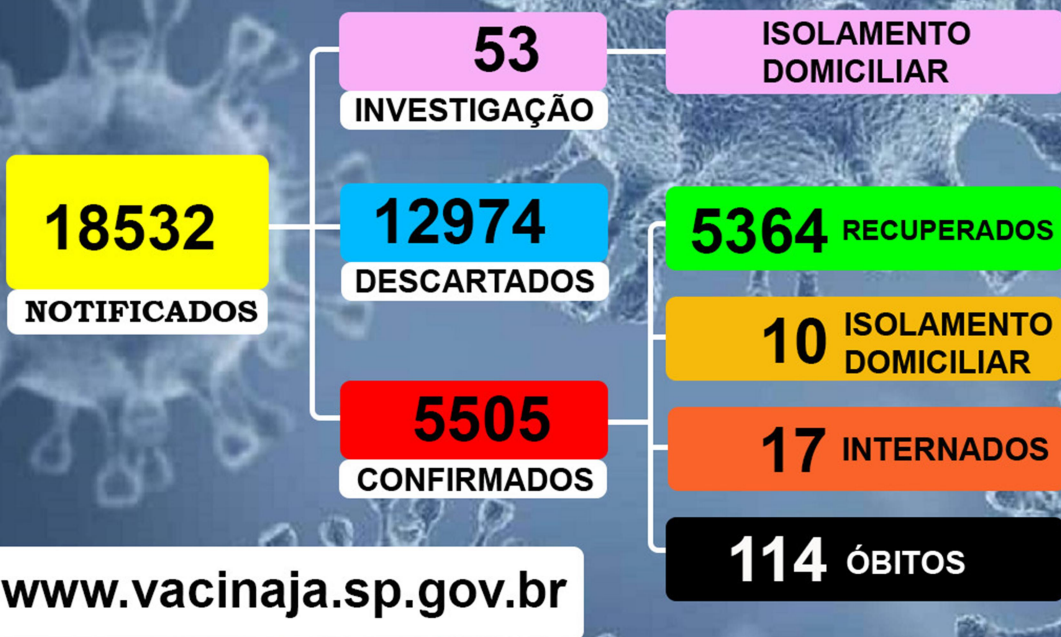 18532
NOTIFICADOS
53
INVESTIGAÇÃO
ISOLAMENTO
DOMICILIAR
12974
DESCARTADOS
5505
CONFIRMADOS
5364 RECUPERADOS
10 ISOLAMENTO
DOMICILIAR
17 INTERNADOS
114 ÓBITOS
www.vacinaja.sp.gov.br